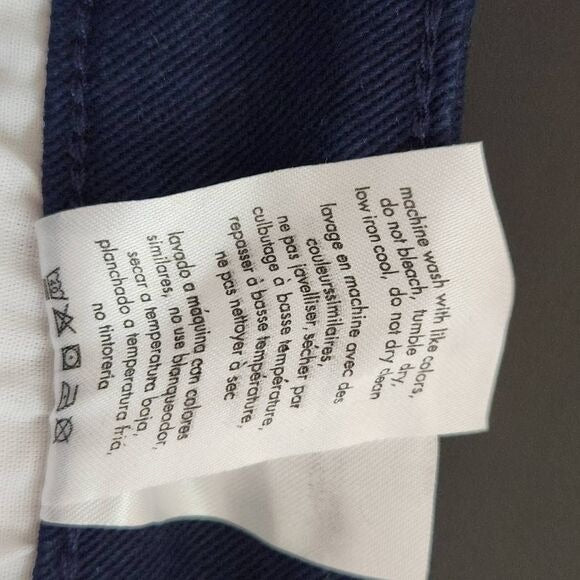 machine wash with like colors,
do not bleach, tumble dry,
low iron cool, do not dry clean
lavage en machine avec des
couleurssimilaires,
ne pas javelliser, sécher par
culbutage à basse température,
repasser à basse température,
ne pas nettoyer à sec
lavado a máquina con colores
similares, no use blanqueador,
secar a temperatura baja,
planchado a temperatura fría,
no tintorería